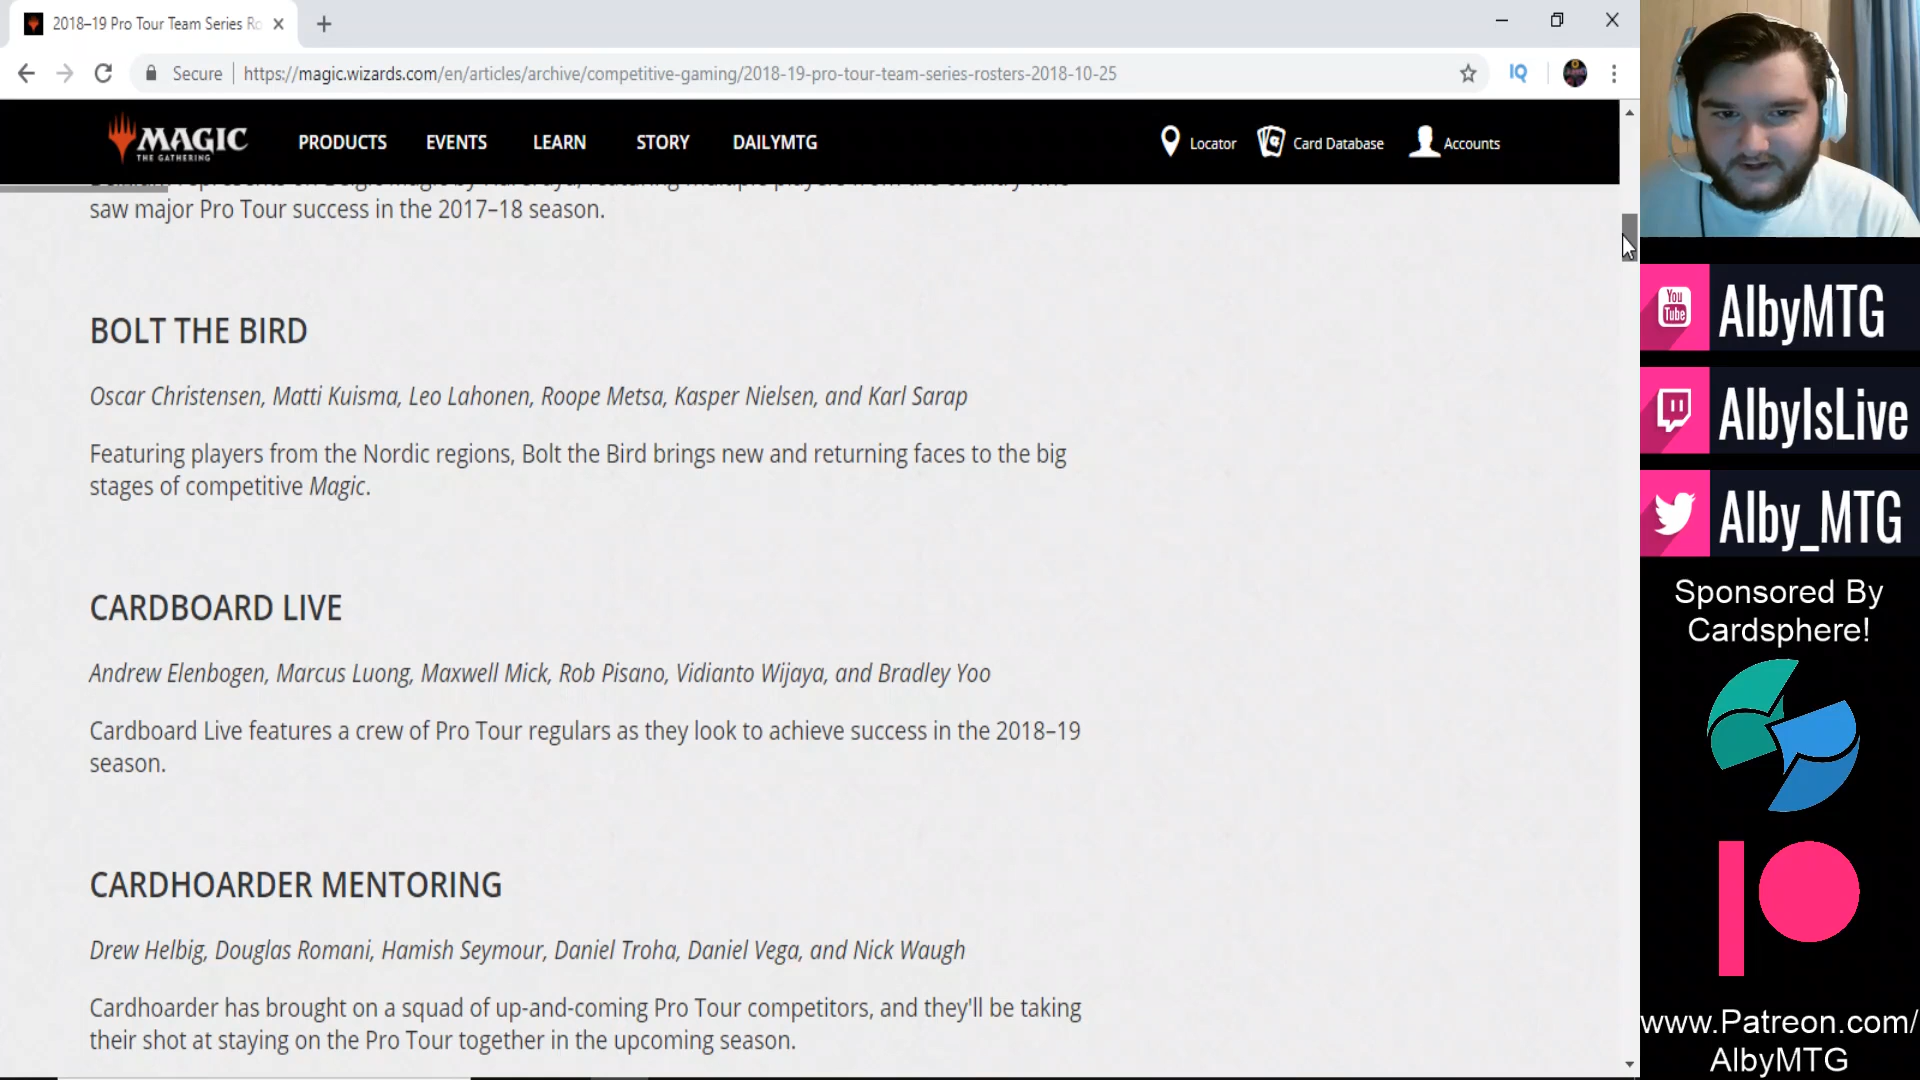 2018–19 Pro Tour Team Series Ro
Secure https://magic.wizards.com/en/articles/archive/competitive-gaming/2018-19-pro-tour-team-series-rosters-2018-10-25
IQ
MAGIC
THE GATHERING
PRODUCTS EVENTS LEARN STORY DAILYMTG
Locator Card Database Accounts
saw major Pro Tour success in the 2017–18 season.
BOLT THE BIRD
Oscar Christensen, Matti Kuisma, Leo Lahonen, Roope Metsa, Kasper Nielsen, and Karl Sarap
Featuring players from the Nordic regions, Bolt the Bird brings new and returning faces to the big
stages of competitive Magic.
CARDBOARD LIVE
Andrew Elenbogen, Marcus Luong, Maxwell Mick, Rob Pisano, Vidianto Wijaya, and Bradley Yoo
Cardboard Live features a crew of Pro Tour regulars as they look to achieve success in the 2018–19
season.
CARDHOARDER MENTORING
Drew Helbig, Douglas Romani, Hamish Seymour, Daniel Troha, Daniel Vega, and Nick Waugh
Cardhoarder has brought on a squad of up-and-coming Pro Tour competitors, and they'll be taking
their shot at staying on the Pro Tour together in the upcoming season.
You
Tube
AlbyMTG
AlbyIsLive
Alby_MTG
Sponsored By
Cardsphere!
www.Patreon.com/
AlbyMTG